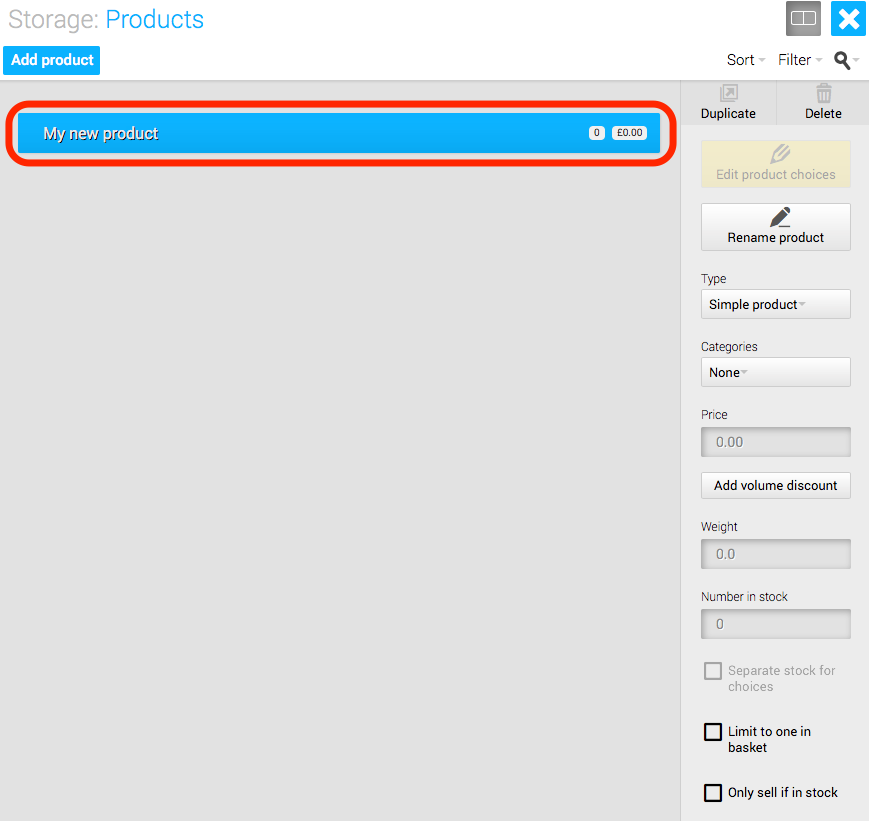 Storage: Products
Add product
Sort Filter
My new product 0 £0.00
Duplicate Delete
Edit product choices
Rename product
Type
Simple product
Categories
None
Price
0.00
Add volume discount
Weight
0.0
Number in stock
0
Separate stock for
choices
Limit to one in
basket
Only sell if in stock